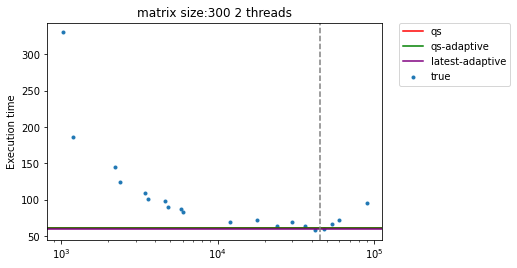 matrix size:300 2 threads
Execution time
300
250
200
150
100
50
10³
10⁴
10⁵
qs
qs-adaptive
latest-adaptive
true